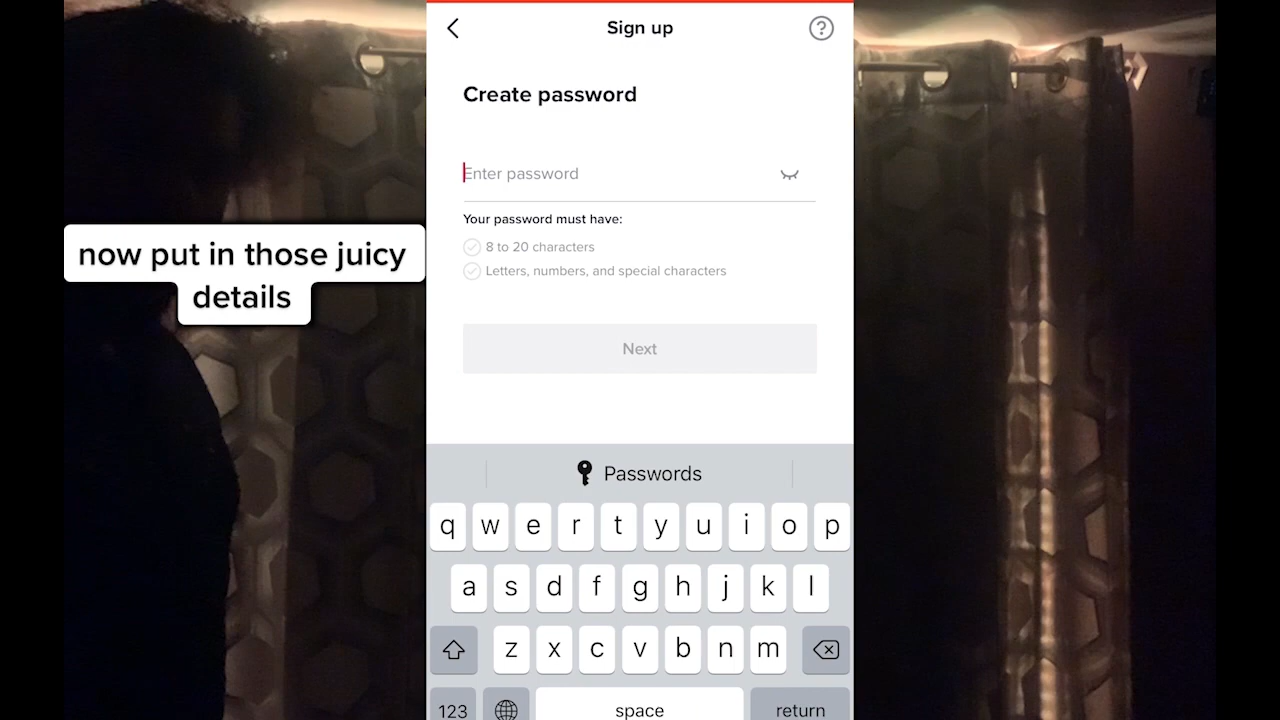 Sign up
Create password
Enter password
Your password must have:
8 to 20 characters
Letters, numbers, and special characters
Next
now put in those juicy
details
Passwords
q w e r t y u i o p
a s d f g h j k l
z x c v b n m
123 space return